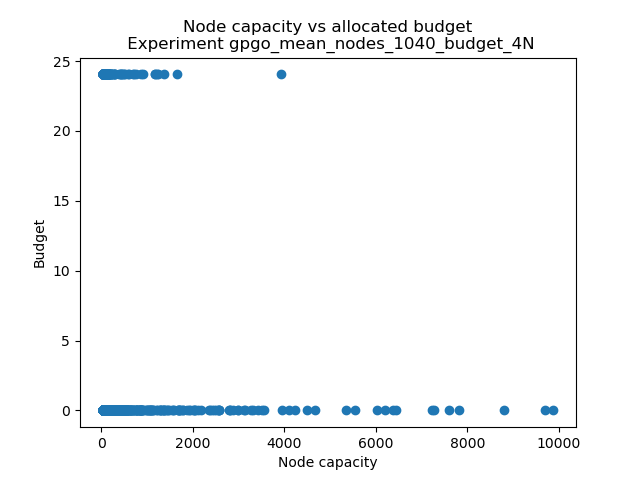 Node capacity vs allocated budget
Experiment gpgo_mean_nodes_1040_budget_4N
25
20
15
10
5
0
Budget
0 2000 4000 6000 8000 10000
Node capacity